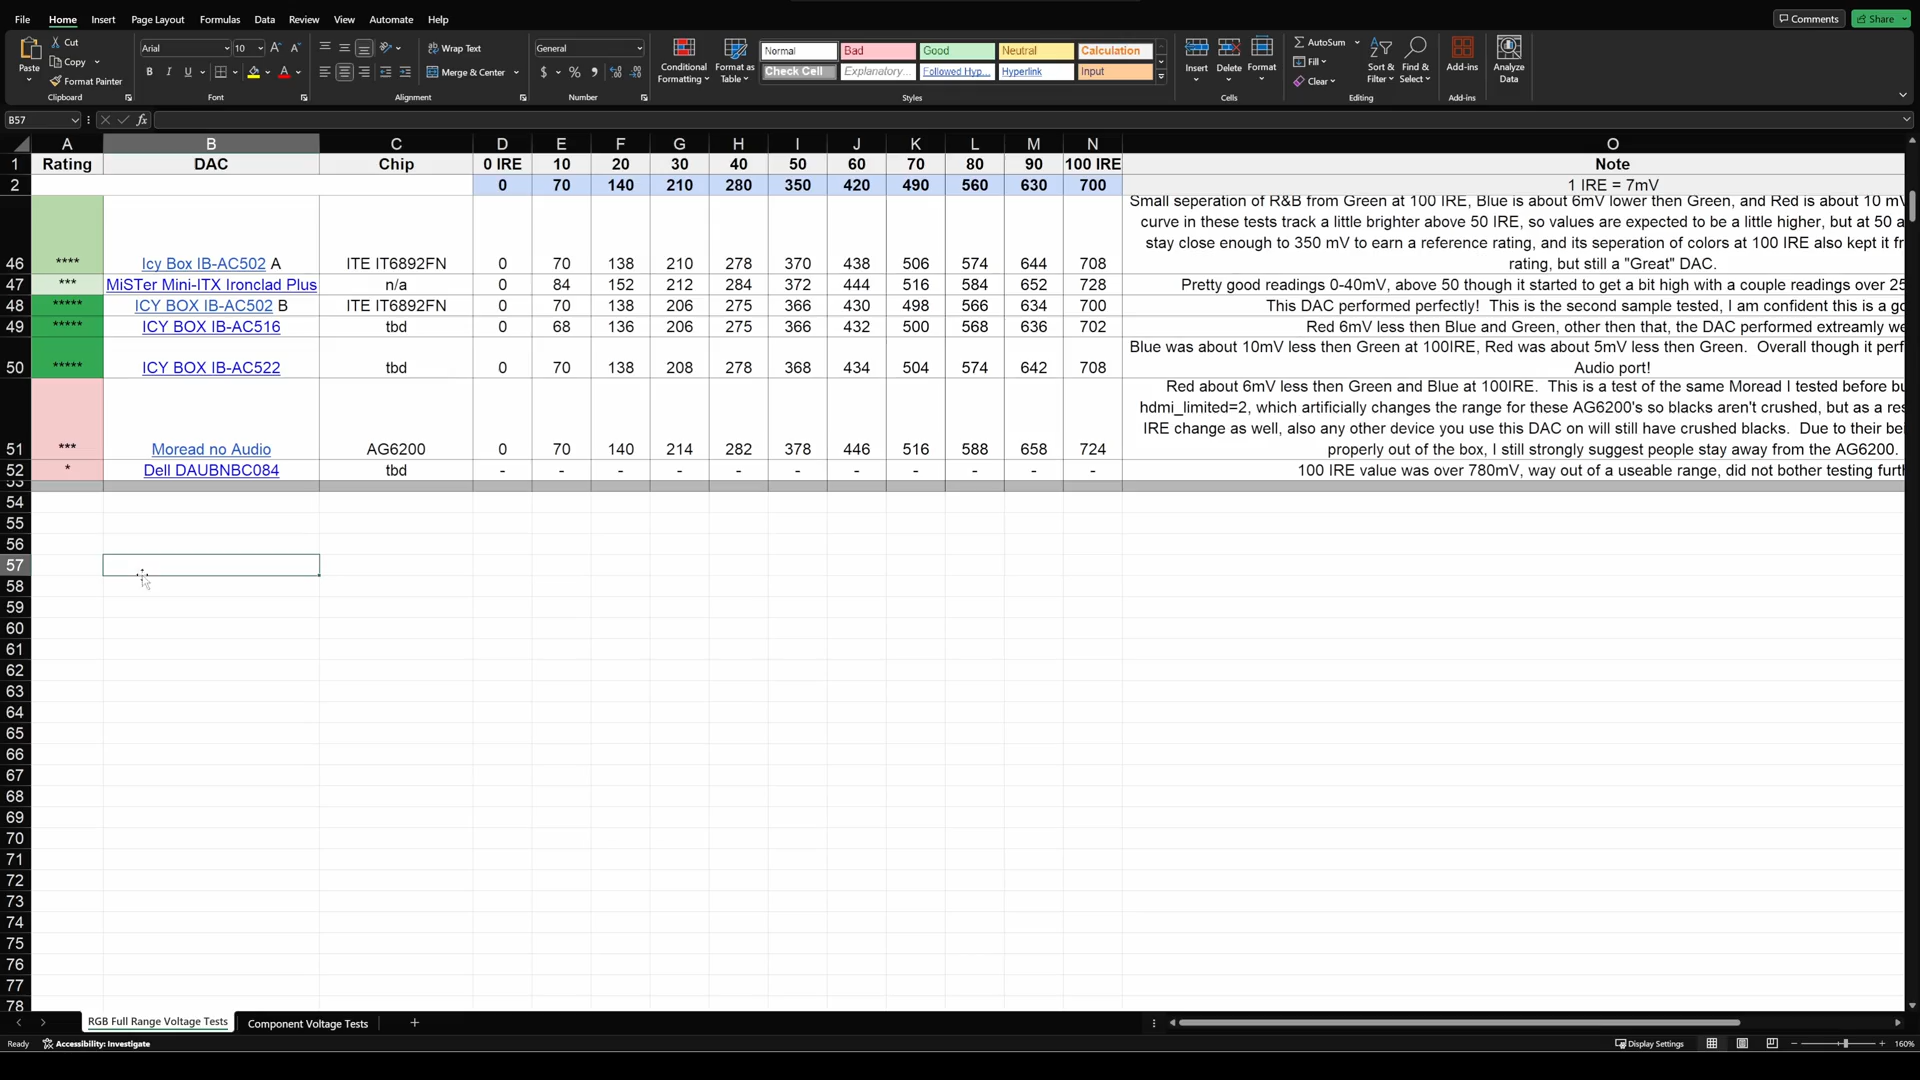 File Home Insert Page Layout Formulas Data Review View Automate Help Comments Share
Paste Cut Copy Format Painter Clipboard
Arial 10 B I U A Font
Wrap Text Merge & Center Alignment
General $ % Number
Conditional Formatting Format as Table
Normal Bad Good Neutral Calculation
Check Cell Explanatory... Followed Hyp... Hyperlink Input
Styles
Insert Delete Format Cells
AutoSum Fill Clear Sort & Filter Find & Select Editing
Add-ins Add-ins
Analyze Data
B57 fx
A B C D E F G H I J K L M N O
1 Rating DAC Chip 0 IRE 10 20 30 40 50 60 70 80 90 100 IRE Note
2 0 70 140 210 280 350 420 490 560 630 700 1 IRE = 7mV
Small seperation of R&B from Green at 100 IRE, Blue is about 6mV lower then Green, and Red is about 10 mV
curve in these tests track a little brighter above 50 IRE, so values are expected to be a little higher, but at 50 a
stay close enough to 350 mV to earn a reference rating, and its seperation of colors at 100 IRE also kept it fr
46 **** Icy Box IB-AC502 A ITE IT6892FN 0 70 138 210 278 370 438 506 574 644 708 rating, but still a "Great" DAC.
47 *** MiSTer Mini-ITX Ironclad Plus n/a 0 84 152 212 284 372 444 516 584 652 728 Pretty good readings 0-40mV, above 50 though it started to get a bit high with a couple readings over 25
48 ***** ICY BOX IB-AC502 B ITE IT6892FN 0 70 138 206 275 366 430 498 566 634 700 This DAC performed perfectly! This is the second sample tested, I am confident this is a go
49 ***** ICY BOX IB-AC516 tbd 0 68 136 206 275 366 432 500 568 636 702 Red 6mV less then Blue and Green, other then that, the DAC performed extreamly we
Blue was about 10mV less then Green at 100IRE, Red was about 5mV less then Green. Overall though it perf
50 ***** ICY BOX IB-AC522 tbd 0 70 138 208 278 368 434 504 574 642 708 Audio port!
Red about 6mV less then Green and Blue at 100IRE. This is a test of the same Moread I tested before bu
hdmi_limited=2, which artificially changes the range for these AG6200's so blacks aren't crushed, but as a res
IRE change as well, also any other device you use this DAC on will still have crushed blacks. Due to their bei
51 *** Moread no Audio AG6200 0 70 140 214 282 378 446 516 588 658 724 properly out of the box, I still strongly suggest people stay away from the AG6200.
52 * Dell DAUBNBC084 tbd - - - - - - - - - - - 100 IRE value was over 780mV, way out of a useable range, did not bother testing furth
53
54
55
56
57
58
59
60
61
62
63
64
65
66
67
68
69
70
71
72
73
74
75
76
77
78
RGB Full Range Voltage Tests Component Voltage Tests +
Ready Accessibility: Investigate Display Settings 160%